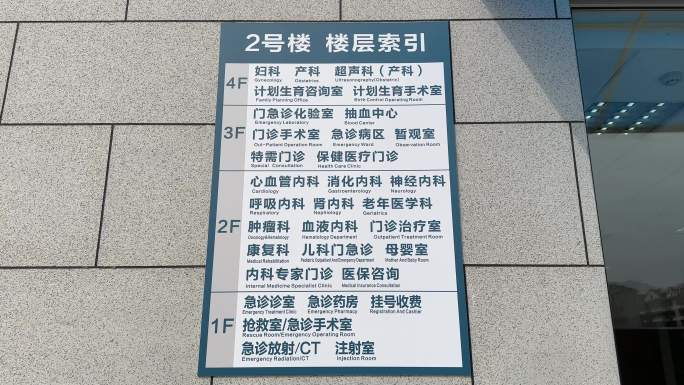 2号楼 楼层索引
4F
妇科 产科 超声科（产科）
Gynecology Obstetrics Ultrasonography(Obstetric)
计划生育咨询室 计划生育手术室
Family Planning Office Birth Control Operating Room
3F
门急诊化验室 抽血中心
Emergency Laboratory Blood Center
门诊手术室 急诊病区 暂观室
Out-Patient Operation Room Emergency Ward Observation Room
特需门诊 保健医疗门诊
Special. Consultation Health Care Clinic
2F
心血管内科 消化内科 神经内科
Cardiology Gastroenterology Neurology
呼吸内科 肾内科 老年医学科
Respiratory Nephrology Geriatrics
肿瘤科 血液内科 门诊治疗室
Oncology&Hematology Hematology Department Outpatient Treatment Room
康复科 儿科门急诊 母婴室
Medical Rehabilitation Pediatric Outpatient And Emergency Department Mother And Baby Room
内科专家门诊 医保咨询
Internal Medicine Specialist Clinic Medical Insurance Consultation
1F
急诊诊室 急诊药房 挂号收费
Emergency Treatment Clinic Emergency Pharmacy Registration And Cashier
抢救室/急诊手术室
Rescue Room/Emergency Operating Room
急诊放射/CT 注射室
Emergency Radiation/CT Injection Room